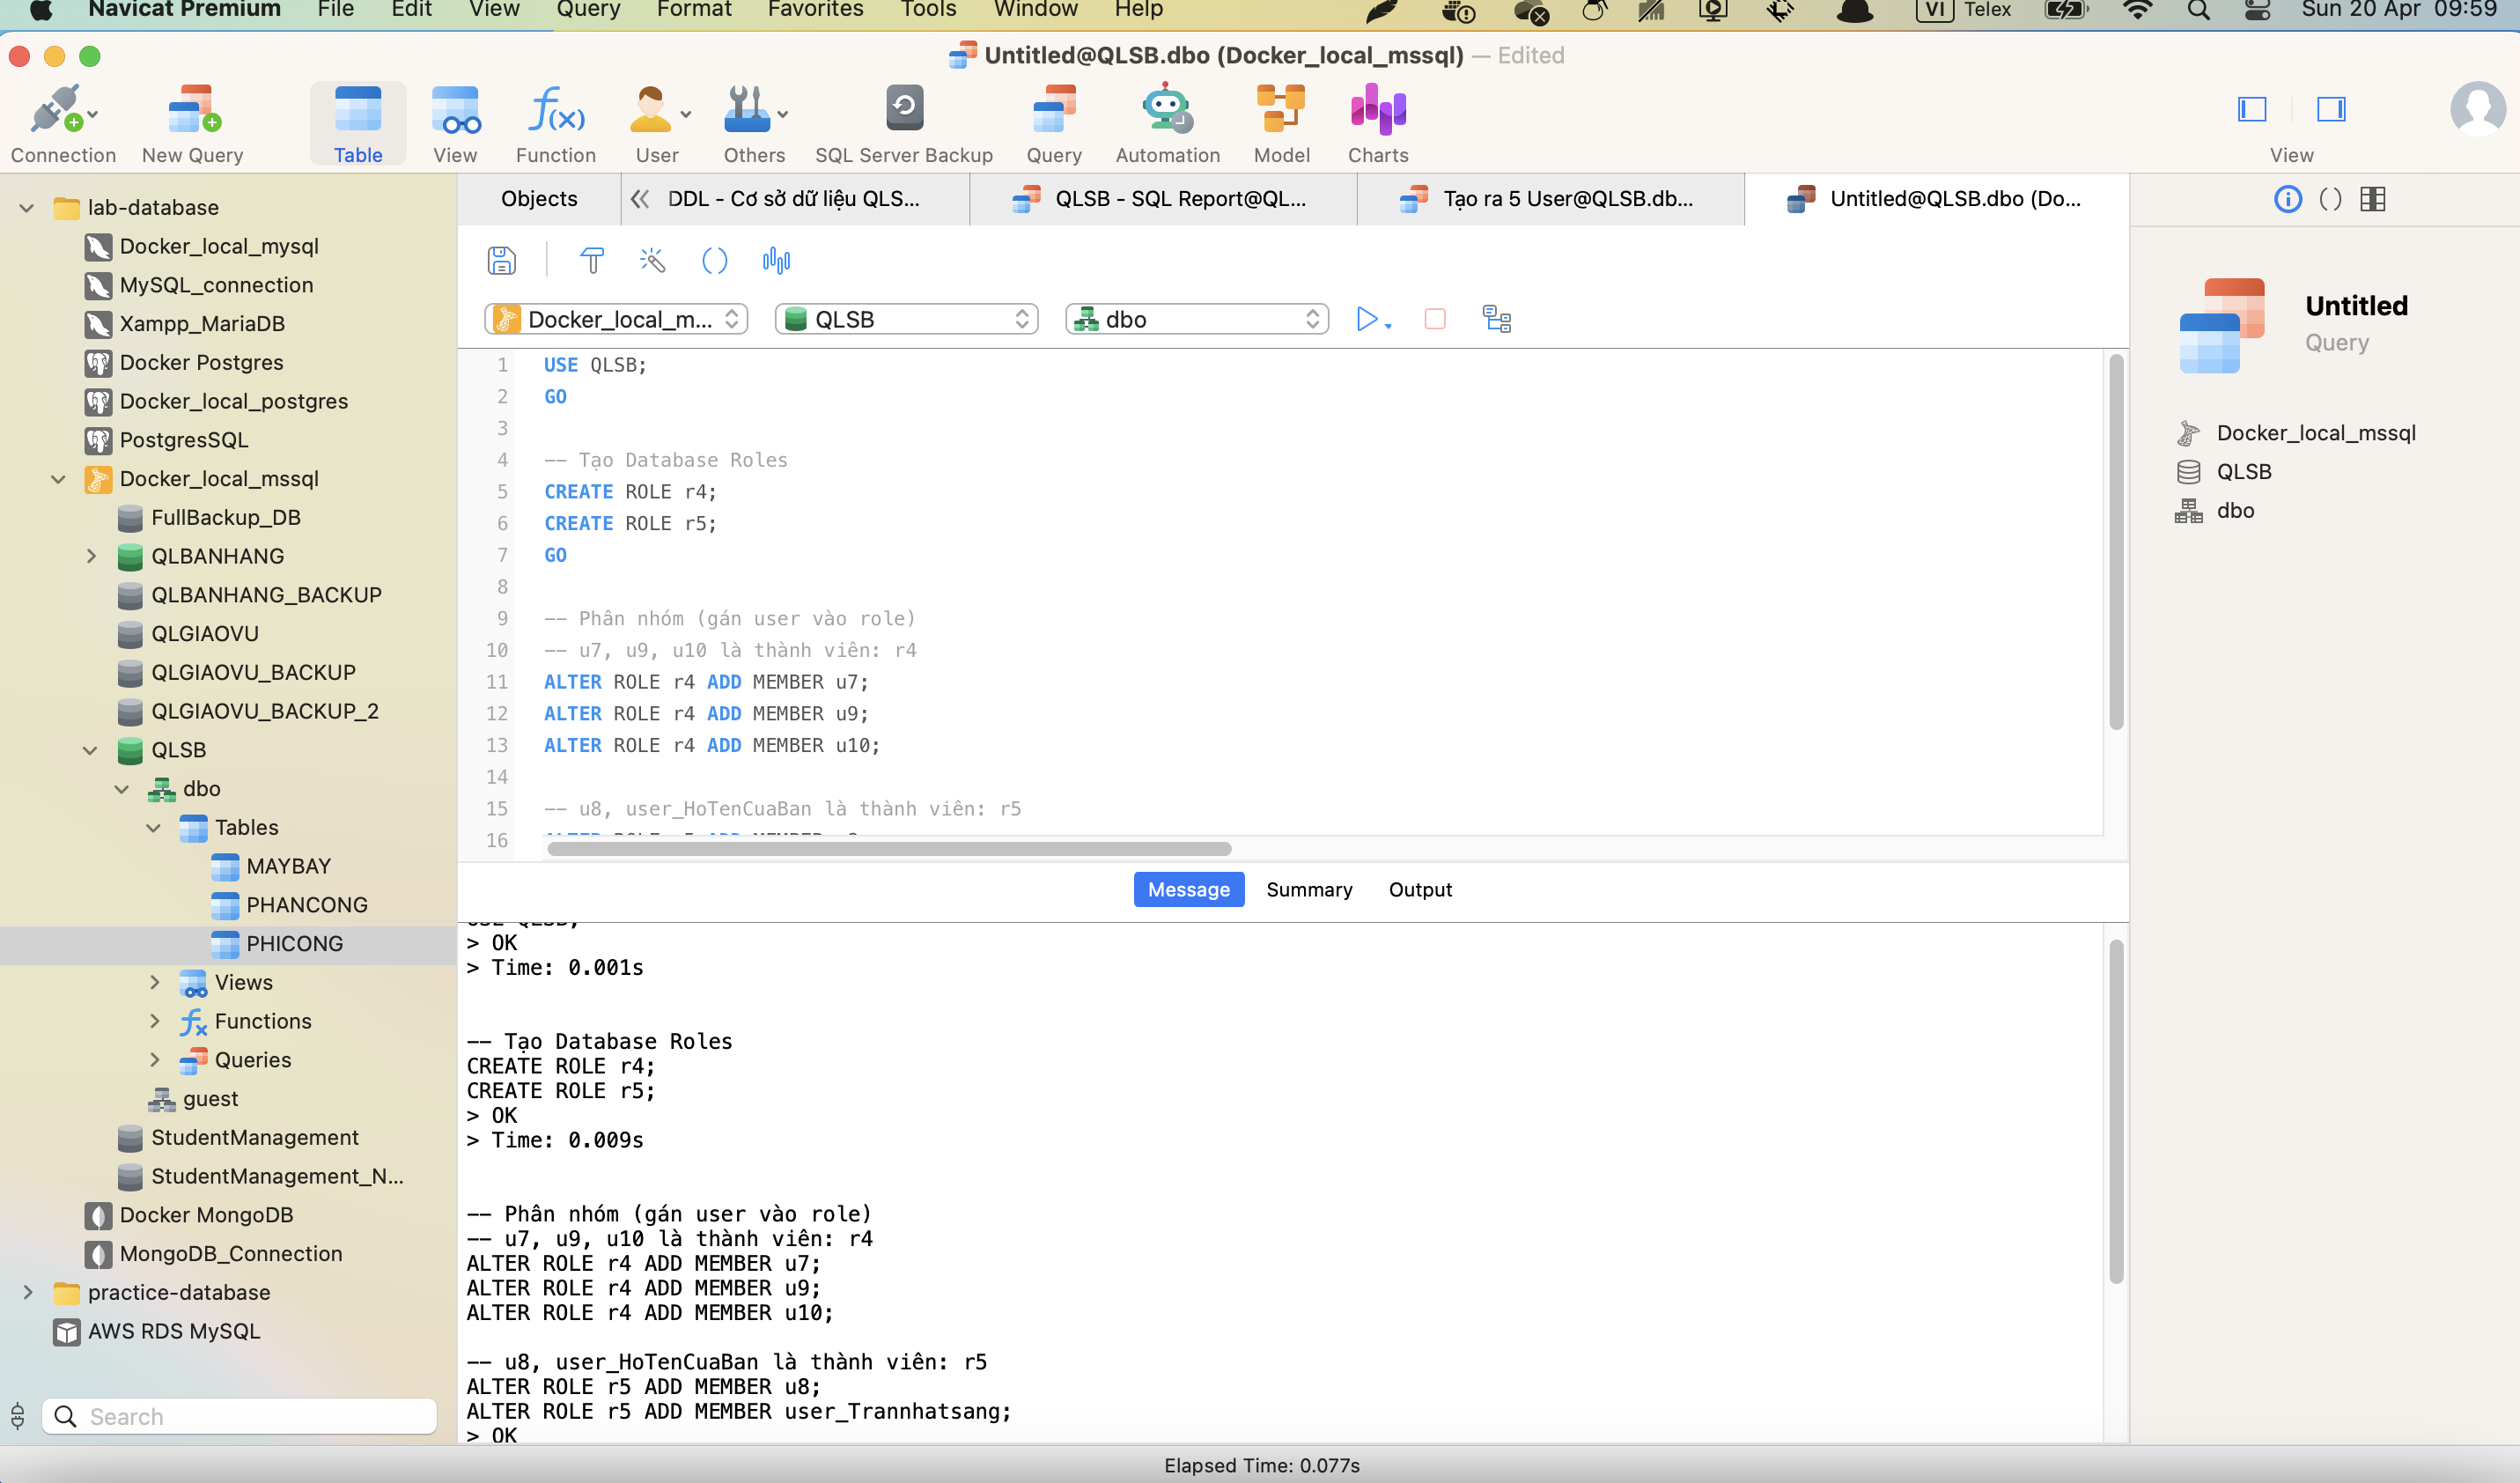 Navicat Premium File Edit View Query Format Favorites Tools Window Help VI Telex Sun 20 Apr 09:59
Untitled@QLSB.dbo (Docker_local_mssql) — Edited
Connection New Query Table View Function User Others SQL Server Backup Query Automation Model Charts View
Objects DDL - Cơ sở dữ liệu QLS... QLSB - SQL Report@QL... Tạo ra 5 User@QLSB.db... Untitled@QLSB.dbo (Do...
Docker_local_m... QLSB dbo
lab-database
Docker_local_mysql
MySQL_connection
Xampp_MariaDB
Docker Postgres
Docker_local_postgres
PostgresSQL
Docker_local_mssql
FullBackup_DB
QLBANHANG
QLBANHANG_BACKUP
QLGIAOVU
QLGIAOVU_BACKUP
QLGIAOVU_BACKUP_2
QLSB
dbo
Tables
MAYBAY
PHANCONG
PHICONG
Views
Functions
Queries
guest
StudentManagement
StudentManagement_N...
Docker MongoDB
MongoDB_Connection
practice-database
AWS RDS MySQL
Search
1 USE QLSB;
2 GO
3
4 -- Tạo Database Roles
5 CREATE ROLE r4;
6 CREATE ROLE r5;
7 GO
8
9 -- Phân nhóm (gán user vào role)
10 -- u7, u9, u10 là thành viên: r4
11 ALTER ROLE r4 ADD MEMBER u7;
12 ALTER ROLE r4 ADD MEMBER u9;
13 ALTER ROLE r4 ADD MEMBER u10;
14
15 -- u8, user_HoTenCuaBan là thành viên: r5
16
Message Summary Output
USE QLSB;
> OK
> Time: 0.001s
-- Tạo Database Roles
CREATE ROLE r4;
CREATE ROLE r5;
> OK
> Time: 0.009s
-- Phân nhóm (gán user vào role)
-- u7, u9, u10 là thành viên: r4
ALTER ROLE r4 ADD MEMBER u7;
ALTER ROLE r4 ADD MEMBER u9;
ALTER ROLE r4 ADD MEMBER u10;
-- u8, user_HoTenCuaBan là thành viên: r5
ALTER ROLE r5 ADD MEMBER u8;
ALTER ROLE r5 ADD MEMBER user_Trannhatsang;
> OK
Untitled
Query
Docker_local_mssql
QLSB
dbo
Elapsed Time: 0.077s